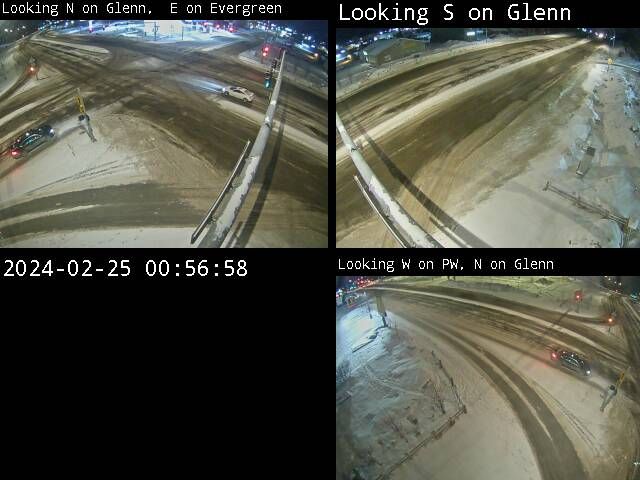 Looking N on Glenn, E on Evergreen
Looking S on Glenn
2024-02-25 00:56:58
Looking W on PW, N on Glenn